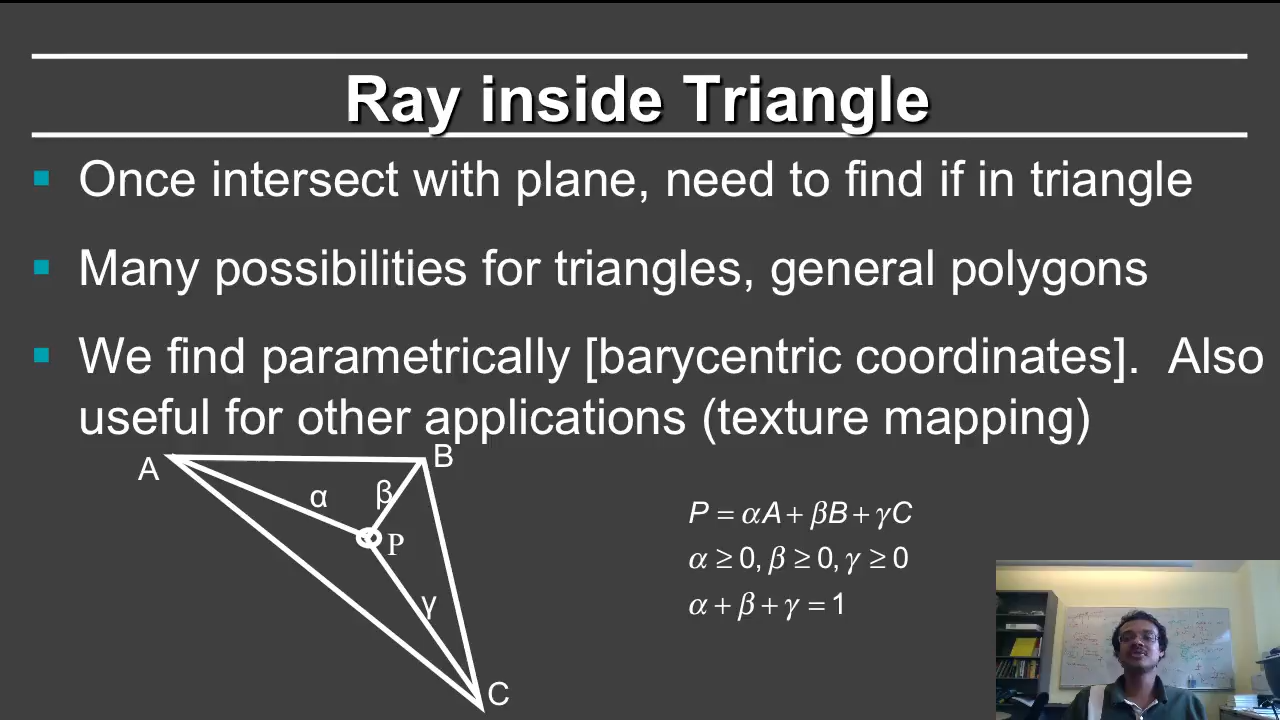 Ray inside Triangle
▪ Once intersect with plane, need to find if in triangle
▪ Many possibilities for triangles, general polygons
▪ We find parametrically [barycentric coordinates].  Also
useful for other applications (texture mapping)
A
B
α
β
P
γ
C
P = αA + βB + γC
α ≥ 0, β ≥ 0, γ ≥ 0
α + β + γ = 1